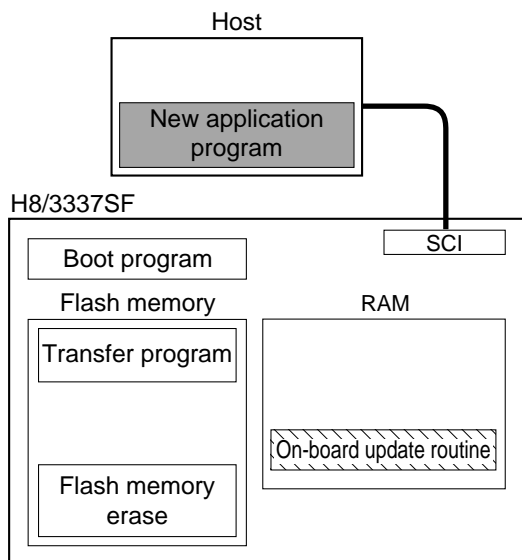 Host
New application
program
H8/3337SF
SCI
Boot program
Flash memory
RAM
Transfer program
On-board update routine
Flash memory
erase